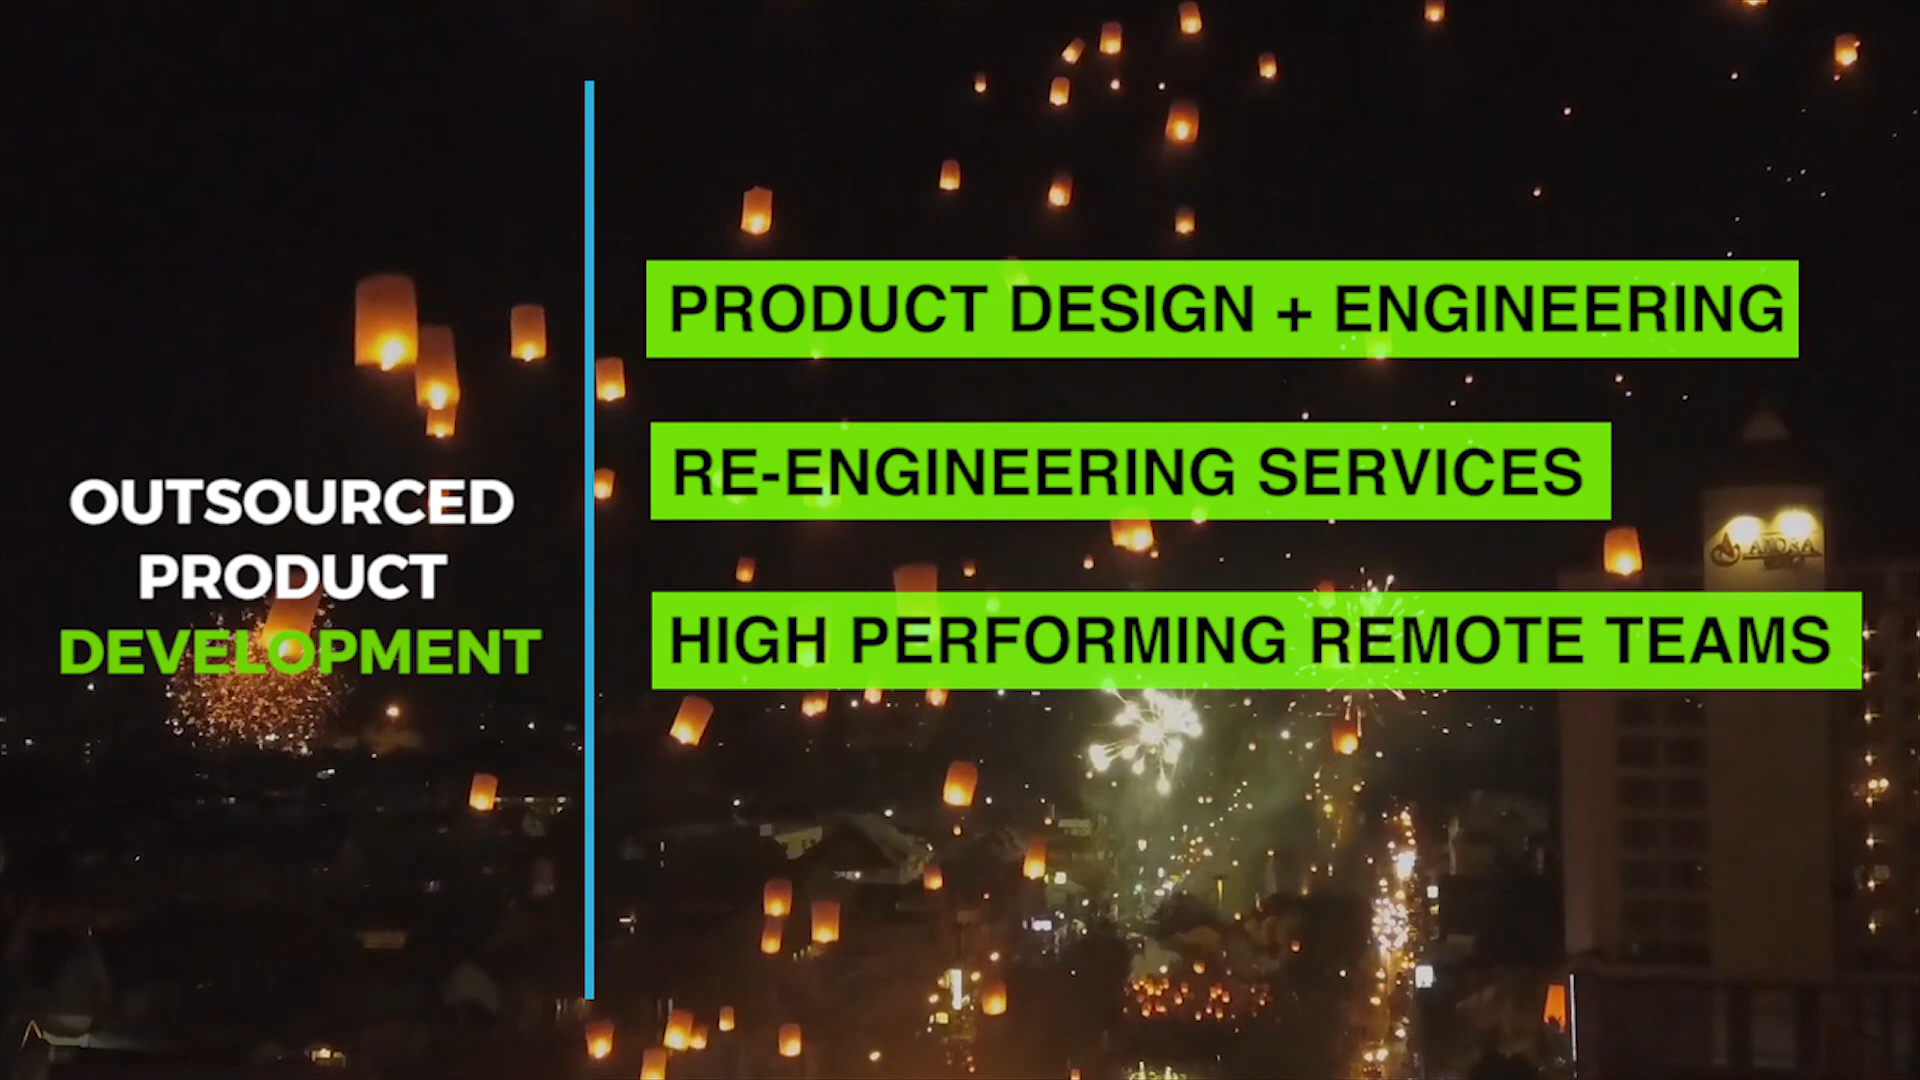 OUTSOURCED
PRODUCT
DEVELOPMENT
PRODUCT DESIGN + ENGINEERING
RE-ENGINEERING SERVICES
HIGH PERFORMING REMOTE TEAMS